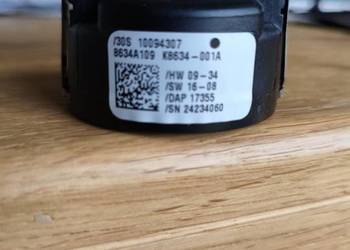 /30S 10094307
8634A109 K8634-001A
/HW 09-34
/SW 16-08
/DAP 17355
/SN 24234060